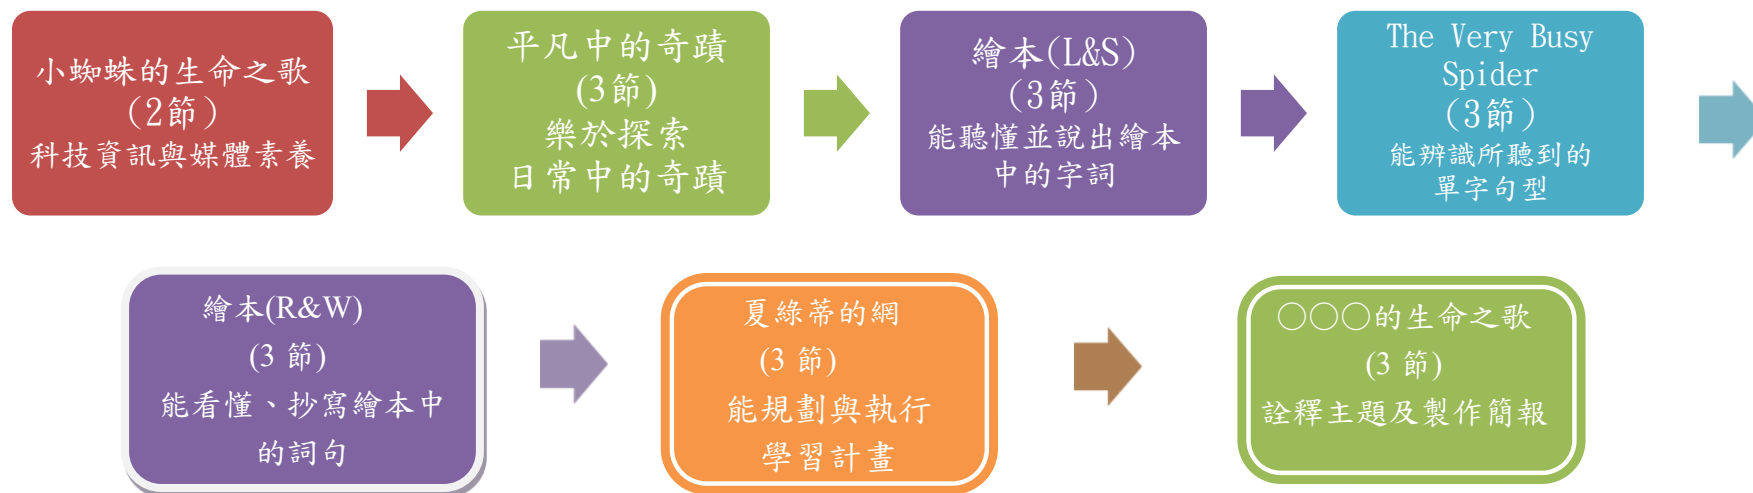 小蜘蛛的生命之歌
(2節)
科技資訊與媒體素養
平凡中的奇蹟
(3節)
樂於探索
日常中的奇蹟
繪本(L&S)
(3節)
能聽懂並說出繪本
中的字詞
The Very Busy
Spider
(3節)
能辨識所聽到的
單字句型
繪本(R&W)
(3 節)
能看懂、抄寫繪本中
的詞句
夏綠蒂的網
(3 節)
能規劃與執行
學習計畫
○○○的生命之歌
(3 節)
詮釋主題及製作簡報